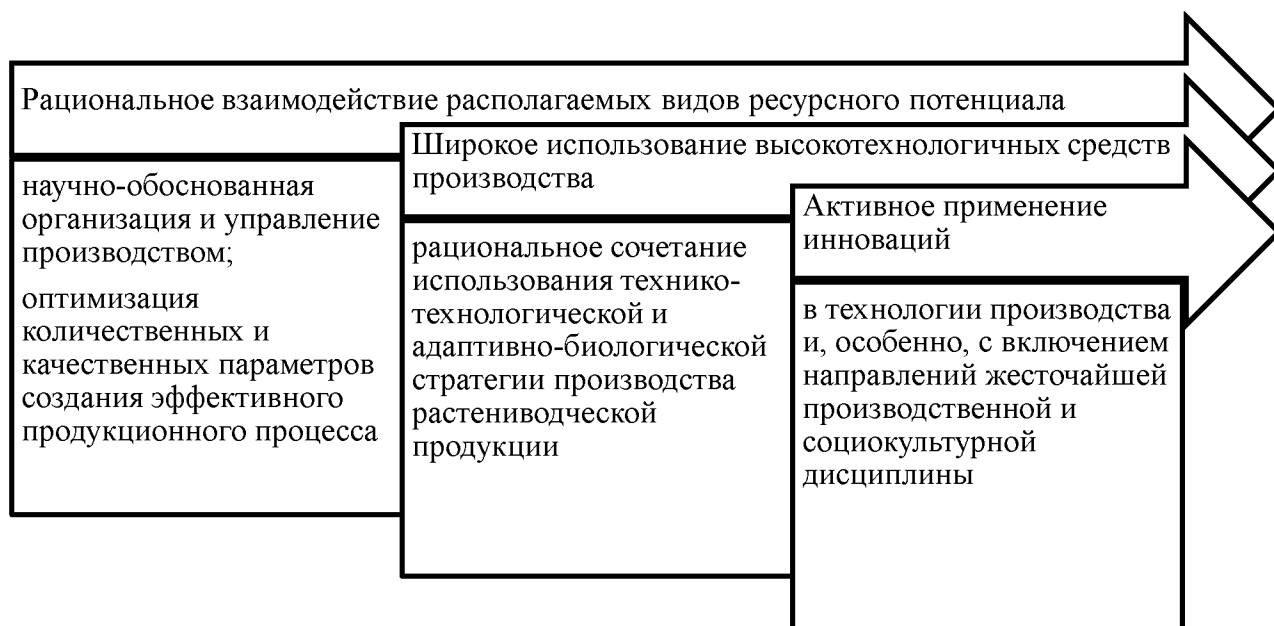 Рациональное взаимодействие располагаемых видов ресурсного потенциала
научно-обоснованная
организация и управление
производством;
оптимизация
количественных и
качественных параметров
создания эффективного
продукционного процесса
Широкое использование высокотехнологичных средств
производства
рациональное сочетание
использования технико-
технологической и
адаптивно-биологической
стратегии производства
растениводческой
продукции
Активное применение
инноваций
в технологии производства
и, особенно, с включением
направлений жесточайшей
производственной и
социокультурной
дисциплины